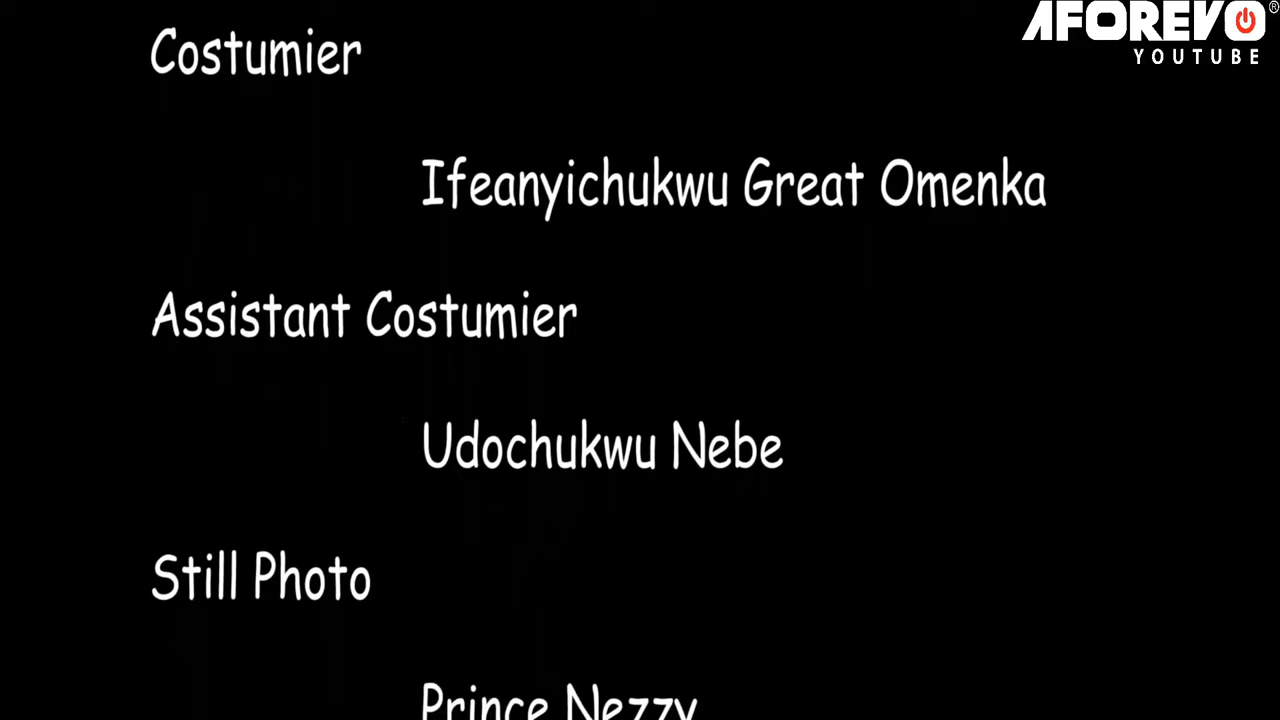 AFOREVO®
YOUTUBE
Costumier
Ifeanyichukwu Great Omenka
Assistant Costumier
Udochukwu Nebe
Still Photo
Prince Nezzy